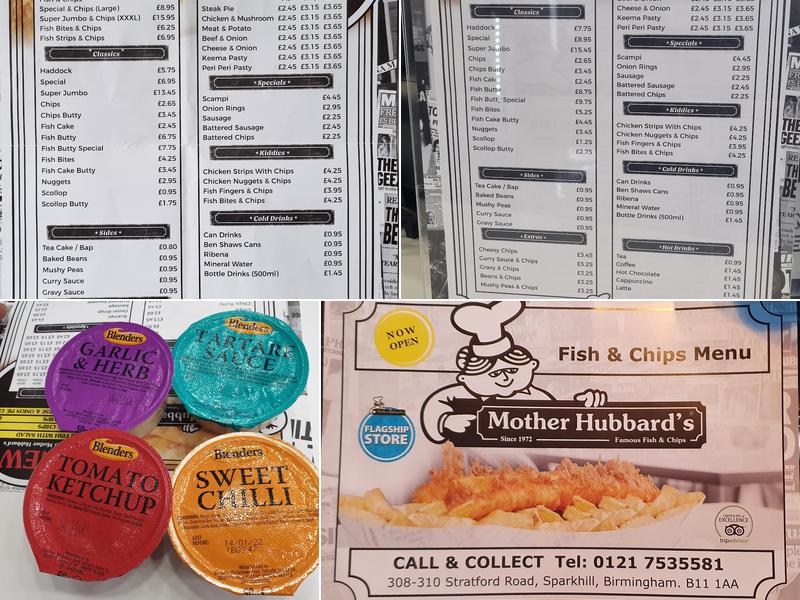 Special & Chips (Large) £8.95
Super Jumbo & Chips (XXXL) £15.95
Fish Bites & Chips £6.25
Fish Strips & Chips £6.95
Classics
Haddock £5.75
Special £6.95
Super Jumbo £13.45
Chips £2.65
Chips Butty £3.45
Fish Cake £2.45
Fish Butty £6.75
Fish Butty Special £7.75
Fish Bites £4.25
Fish Cake Butty £3.45
Nuggets £2.95
Scollop £0.95
Scollop Butty £1.75
Sides
Tea Cake / Bap £0.80
Baked Beans £0.95
Mushy Peas £0.95
Curry Sauce £0.95
Gravy Sauce £0.95
Steak Pie £2.45 £3.15 £3.65
Chicken & Mushroom £2.45 £3.15 £3.65
Meat & Potato £2.45 £3.15 £3.65
Beef & Onion £2.45 £3.15 £3.65
Cheese & Onion £2.45 £3.15 £3.65
Keema Pasty £2.45 £3.15 £3.65
Peri Peri Pasty £2.45 £3.15 £3.65
Specials
Scampi £4.45
Onion Rings £2.95
Sausage £2.25
Battered Sausage £2.45
Battered Chips £2.25
Kiddies
Chicken Strips With Chips £4.25
Chicken Nuggets & Chips £4.25
Fish Fingers & Chips £3.95
Fish Bites & Chips £4.25
Cold Drinks
Can Drinks £0.95
Ben Shaws Cans £0.95
Ribena £0.95
Mineral Water £0.95
Bottle Drinks (500ml) £1.45
Classics
Haddock £7.75
Special £8.95
Super Jumbo £15.45
Chips £2.65
Chips Butty £3.45
Fish Cake £2.45
Fish Butty £8.75
Fish Butty Special £9.75
Fish Bites £5.25
Fish Cake Butty £4.45
Nuggets £3.45
Scollop £1.25
Scollop Butty £2.75
Sides
Tea Cake / Bap £0.95
Baked Beans £0.95
Mushy Peas £0.95
Curry Sauce £0.95
Gravy Sauce £0.95
Extras
Cheesy Chips £3.45
Curry Sauce & Chips £3.25
Gravy & Chips £3.25
Beans & Chips £3.25
Mushy Peas & Chips £3.25
Cheese & Onion £2.45 £3.15 £3.65
Keema Pasty £2.45 £3.15 £3.65
Peri Peri Pasty £2.45 £3.15 £3.65
Specials
Scampi £4.45
Onion Rings £2.95
Sausage £2.25
Battered Sausage £2.45
Battered Chips £2.25
Kiddies
Chicken Strips With Chips £4.25
Chicken Nuggets & Chips £4.25
Fish Fingers & Chips £3.95
Fish Bites & Chips £4.25
Cold Drinks
Can Drinks £0.95
Ben Shaws Cans £0.95
Ribena £0.95
Mineral Water £0.95
Bottle Drinks (500ml) £1.45
Hot Drinks
Tea £0.99
Coffee £1.45
Hot Chocolate £1.45
Cappuccino £1.45
Latte £1.45
Blenders
GARLIC
& HERB
Blenders
TARTARE
SAUCE
Blenders
TOMATO
KETCHUP
Blenders
SWEET
CHILLI
BEST
BEFORE:
14/01/22
NOW
OPEN
Fish & Chips Menu
FLAGSHIP
STORE
Mother Hubbard's
Since 1972
Famous Fish & Chips
CERTIFICATE of
EXCELLENCE
tripadvisor
CALL & COLLECT Tel: 0121 7535581
308-310 Stratford Road, Sparkhill, Birmingham. B11 1AA